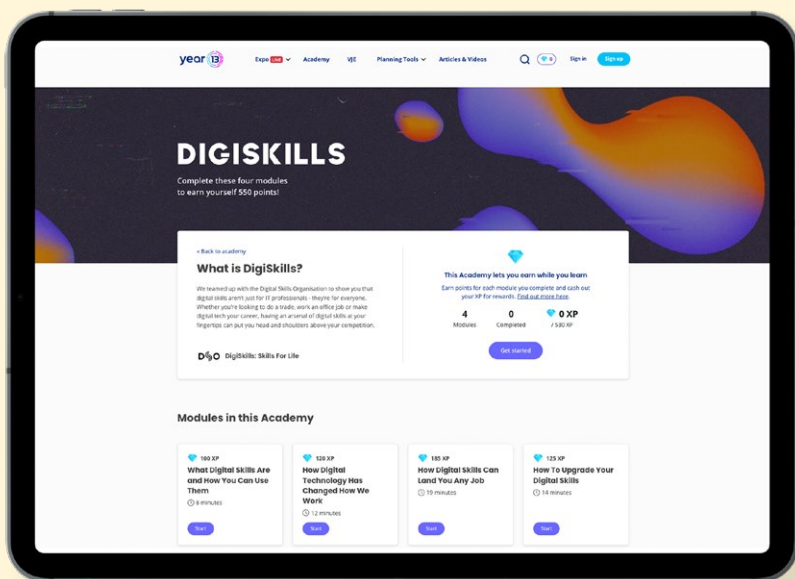 year 13
Expo LIVE Academy VJE Planning Tools Articles & Videos 0 Sign in Sign up
DIGISKILLS
Complete these four modules
to earn yourself 550 points!
< Back to academy
What is DigiSkills?
We teamed up with the Digital Skills Organisation to show you that
digital skills aren't just for IT professionals - they're for everyone.
Whether you're looking to do a trade, work an office job or make
digital tech your career, having an arsenal of digital skills at your
fingertips can put you head and shoulders above your competition.
DSO DigiSkills: Skills For Life
This Academy lets you earn while you learn
Earn points for each module you complete and cash out
your XP for rewards. Find out more here.
4
Modules
0
Completed
0 XP
/ 530 XP
Get started
Modules in this Academy
100 XP
What Digital Skills Are
and How You Can Use
Them
8 minutes
Start
120 XP
How Digital
Technology Has
Changed How We
Work
12 minutes
Start
185 XP
How Digital Skills Can
Land You Any Job
19 minutes
Start
125 XP
How To Upgrade Your
Digital Skills
14 minutes
Start